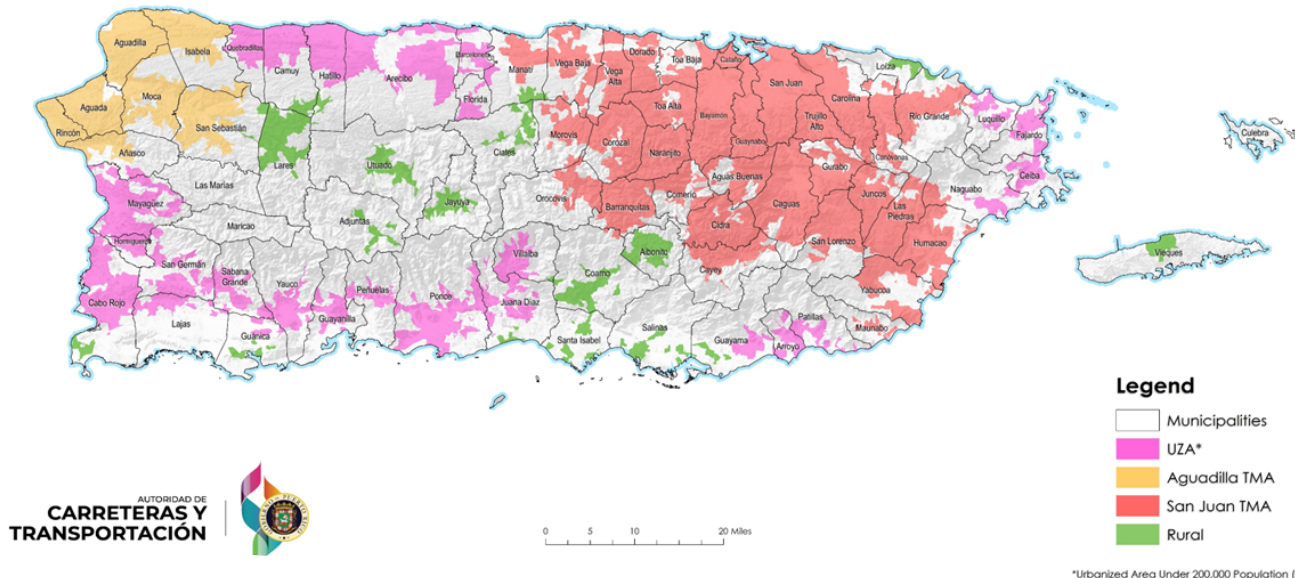 Aguadilla
Isabela
Quebradillas
Camuy
Hatillo
Arecibo
Barceloneta
Manatí
Vega Baja
Vega
Alta
Dorado
Toa Baja
Cataño
San Juan
Loíza
Aguada
Moca
San Sebastián
Florida
Toa Alta
Bayamón
Guaynabo
Trujillo
Alto
Carolina
Río Grande
Luquillo
Fajardo
Culebra
Rincón
Añasco
Lares
Utuado
Ciales
Morovis
Corozal
Naranjito
Canóvanas
Gurabo
Ceiba
Las Marías
Mayagüez
Maricao
Adjuntas
Jayuya
Orocovis
Barranquitas
Comerío
Aguas Buenas
Cidra
Caguas
Juncos
Las
Piedras
Naguabo
Humacao
Vieques
Hormigueros
San Germán
Sabana
Grande
Yauco
Peñuelas
Ponce
Villalba
Juana Díaz
Coamo
Aibonito
Cayey
San Lorenzo
Yabucoa
Cabo Rojo
Lajas
Guánica
Guayanilla
Santa Isabel
Salinas
Guayama
Arroyo
Patillas
Maunabo
Legend
Municipalities
UZA*
Aguadilla TMA
San Juan TMA
Rural
AUTORIDAD DE
CARRETERAS Y
TRANSPORTACIÓN
0 5 10 20 Miles
*Urbanized Area Under 200,000 Population (